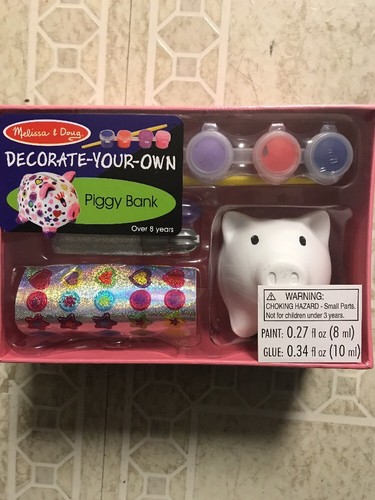 Melissa & Doug
DECORATE-YOUR-OWN
Piggy Bank
Over 8 years
WARNING:
CHOKING HAZARD - Small Parts.
Not for children under 3 years.
PAINT: 0.27 fl oz (8 ml)
GLUE: 0.34 fl oz (10 ml)